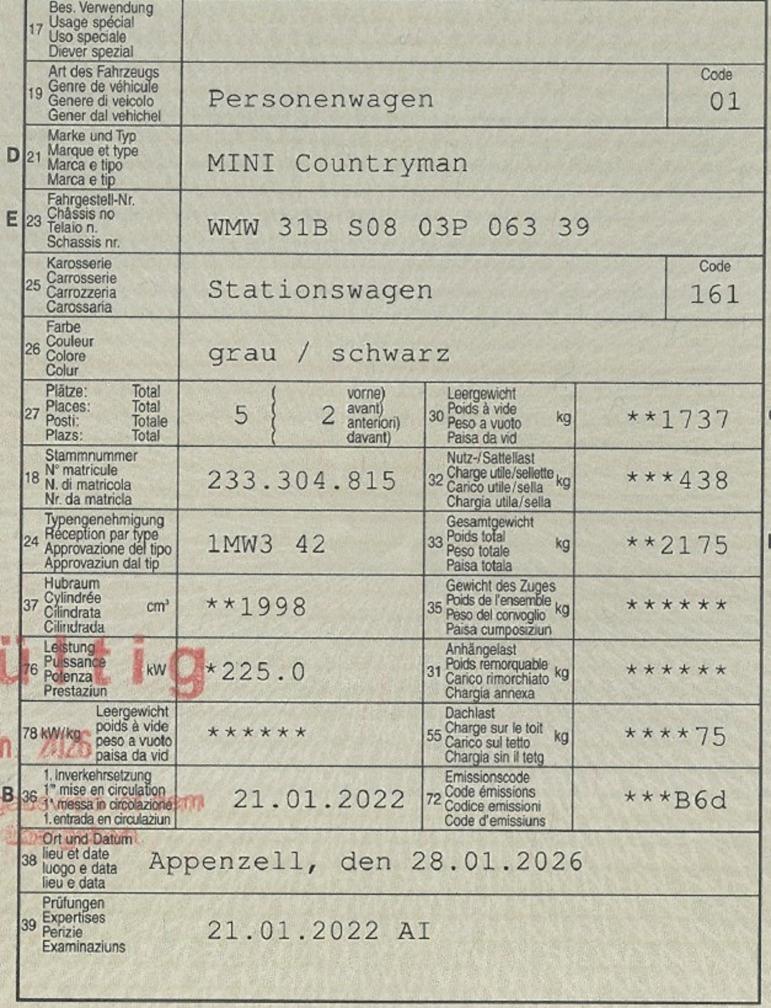 17 Bes. Verwendung
Usage spécial
Uso speciale
Diever spezial
19 Art des Fahrzeugs
Genre de véhicule
Genere di veicolo
Gener dal vehichel
Personenwagen
Code
01
D 21 Marke und Typ
Marque et type
Marca e tipo
Marca e tip
MINI Countryman
E 23 Fahrgestell-Nr.
Châssis no
Telaio n.
Schassis nr.
WMW 31B S08 03P 063 39
25 Karosserie
Carrosserie
Carrozzeria
Carossaria
Stationswagen
Code
161
26 Farbe
Couleur
Colore
Colur
grau / schwarz
27 Plätze: Total
Places: Total
Posti: Totale
Plazs: Total
5 ( 2 vorne)
avant)
anteriori)
davant)
30 Leergewicht
Poids à vide
Peso a vuoto
Paisa da vid
kg
**1737
18 Stammnummer
N° matricule
N. di matricola
Nr. da matricla
233.304.815
32 Nutz-/Sattellast
Charge utile/sellette
Carico utile/sella
Chargia utila/sella
kg
***438
24 Typengenehmigung
Réception par type
Approvazione del tipo
Approvaziun dal tip
1MW3 42
33 Gesamtgewicht
Poids total
Peso totale
Paisa totala
kg
**2175
37 Hubraum
Cylindrée
Cilindrata
Cilindrada
cm³
**1998
35 Gewicht des Zuges
Poids de l'ensemble
Peso del convoglio
Paisa cumposiziun
kg
******
76 Leistung
Puissance
Potenza
Prestaziun
kW
*225.0
ültig
31 Anhängelast
Poids remorquable
Carico rimorchiato
Chargia annexa
kg
******
78 kW/kg Leergewicht
poids à vide
peso a vuoto
paisa da vid
******
2026
55 Dachlast
Charge sur le toit
Carico sul tetto
Chargia sin il tetg
kg
****75
B 36 1. Inverkehrsetzung
1re mise en circulation
1a messa in circolazione
1. entrada en circulaziun
21.01.2022
72 Emissionscode
Code émissions
Codice emissioni
Code d'emissiuns
***B6d
38 Ort und Datum
lieu et date
luogo e data
lieu e data
Appenzell, den 28.01.2026
39 Prüfungen
Expertises
Perizie
Examinaziuns
21.01.2022 AI